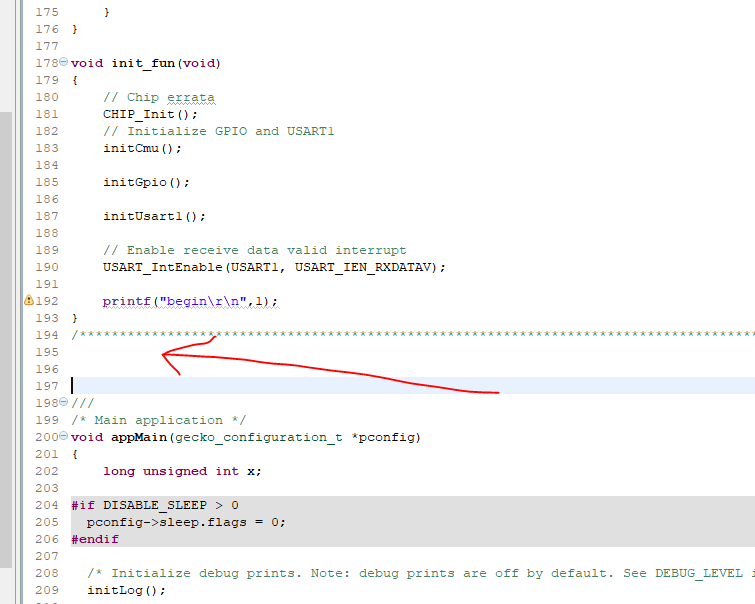 175     }
176 }
177
178 void init_fun(void)
179 {
180     // Chip errata
181     CHIP_Init();
182     // Initialize GPIO and USART1
183     initCmu();
184
185     initGpio();
186
187     initUsart1();
188
189     // Enable receive data valid interrupt
190     USART_IntEnable(USART1, USART_IEN_RXDATAV);
191
192     printf("begin\r\n",1);
193 }
194 /*************************************************************************************
195
196
197
198 ///
199 /* Main application */
200 void appMain(gecko_configuration_t *pconfig)
201 {
202     long unsigned int x;
203
204 #if DISABLE_SLEEP > 0
205   pconfig->sleep.flags = 0;
206 #endif
207
208   /* Initialize debug prints. Note: debug prints are off by default. See DEBUG_LEVEL i
209   initLog();